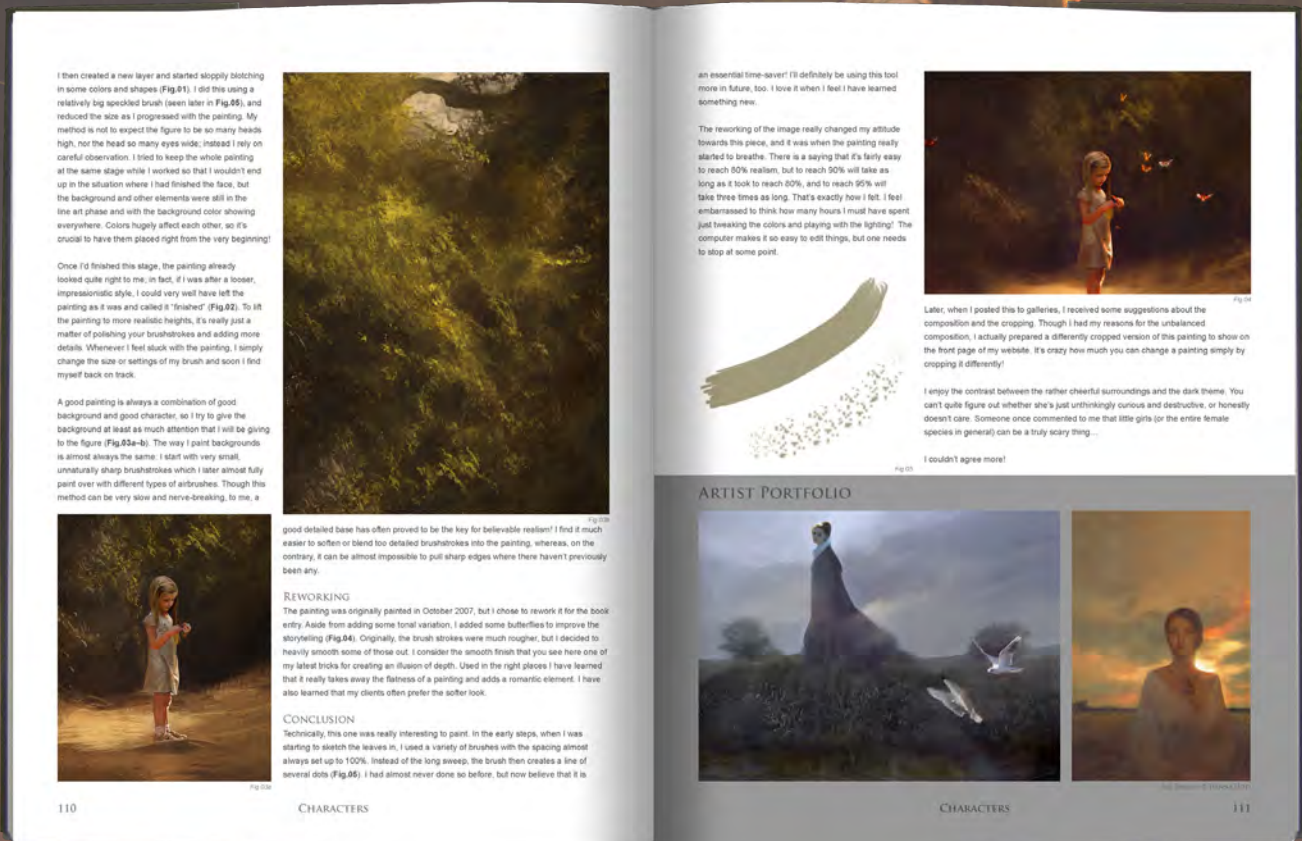 I then created a new layer and started sloppily blotching
in some colors and shapes (Fig.01). I did this using a
relatively big speckled brush (seen later in Fig.05), and
reduced the size as I progressed with the painting. My
method is not to expect the figure to be so many heads
high, nor the head so many eyes wide; instead I rely on
careful observation. I tried to keep the whole painting
at the same stage while I worked so that I wouldn't end
up in the situation where I had finished the face, but
the background and other elements were still in the
line art phase and with the background color showing
everywhere. Colors hugely affect each other, so it's
crucial to have them placed right from the very beginning!
Once I'd finished this stage, the painting already
looked quite right to me; in fact, if I was after a looser,
impressionistic style, I could very well have left the
painting as it was and called it "finished" (Fig.02). To lift
the painting to more realistic heights, it's really just a
matter of polishing your brushstrokes and adding more
details. Whenever I feel stuck with the painting, I simply
change the size or settings of my brush and soon I find
myself back on track.
A good painting is always a combination of good
background and good character, so I try to give the
background at least as much attention that I will be giving
to the figure (Fig.03a–b). The way I paint backgrounds
is almost always the same: I start with very small,
unnaturally sharp brushstrokes which I later almost fully
paint over with different types of airbrushes. Though this
method can be very slow and nerve-breaking, to me, a
Fig 03a
Fig 03b
good detailed base has often proved to be the key for believable realism! I find it much
easier to soften or blend too detailed brushstrokes into the painting, whereas, on the
contrary, it can be almost impossible to pull sharp edges where there haven't previously
been any.
Reworking
The painting was originally painted in October 2007, but I chose to rework it for the book
entry. Aside from adding some tonal variation, I added some butterflies to improve the
storytelling (Fig.04). Originally, the brush strokes were much rougher, but I decided to
heavily smooth some of those out. I consider the smooth finish that you see here one of
my latest tricks for creating an illusion of depth. Used in the right places I have learned
that it really takes away the flatness of a painting and adds a romantic element. I have
also learned that my clients often prefer the softer look.
Conclusion
Technically, this one was really interesting to paint. In the early steps, when I was
starting to sketch the leaves in, I used a variety of brushes with the spacing almost
always set up to 100%. Instead of the long sweep, the brush then creates a line of
several dots (Fig.05). I had almost never done so before, but now believe that it is
110
Characters
an essential time-saver! I'll definitely be using this tool
more in future, too. I love it when I feel I have learned
something new.
The reworking of the image really changed my attitude
towards this piece, and it was when the painting really
started to breathe. There is a saying that it's fairly easy
to reach 80% realism, but to reach 90% will take as
long as it took to reach 80%, and to reach 95% will
take three times as long. That's exactly how I felt. I feel
embarrassed to think how many hours I must have spent
just tweaking the colors and playing with the lighting! The
computer makes it so easy to edit things, but one needs
to stop at some point.
Fig 05
Fig 04
Later, when I posted this to galleries, I received some suggestions about the
composition and the cropping. Though I had my reasons for the unbalanced
composition, I actually prepared a differently cropped version of this painting to show on
the front page of my website. It's crazy how much you can change a painting simply by
cropping it differently!
I enjoy the contrast between the rather cheerful surroundings and the dark theme. You
can't quite figure out whether she's just unthinkingly curious and destructive, or honestly
doesn't care. Someone once commented to me that little girls (or the entire female
species in general) can be a truly scary thing...
I couldn't agree more!
Artist Portfolio
Characters
111